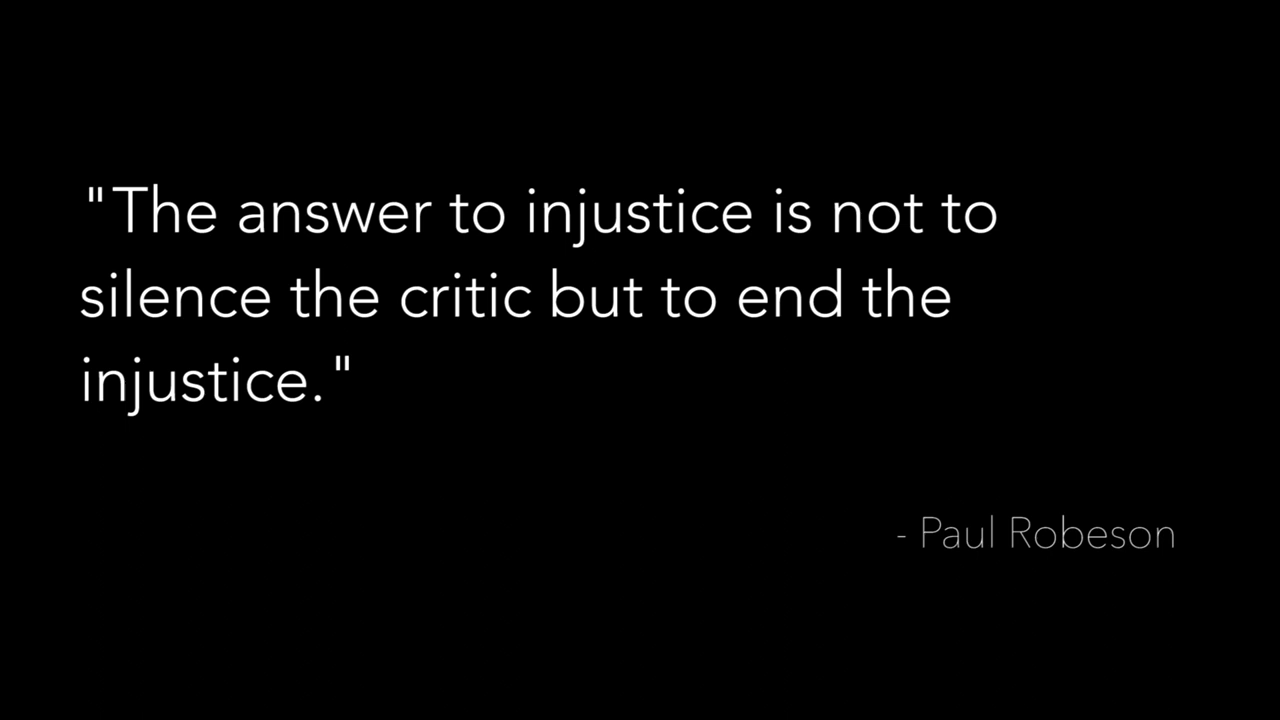 "The answer to injustice is not to
silence the critic but to end the
injustice."
- Paul Robeson